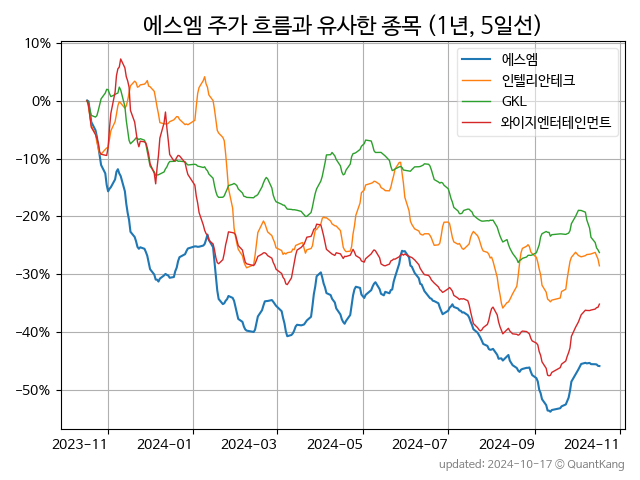 에스엠 주가 흐름과 유사한 종목 (1년, 5일선)
에스엠
인텔리안테크
GKL
와이지엔터테인먼트
10%
0%
−10%
−20%
−30%
−40%
−50%
2023-11
2024-01
2024-03
2024-05
2024-07
2024-09
2024-11
updated: 2024-10-17 © QuantKang